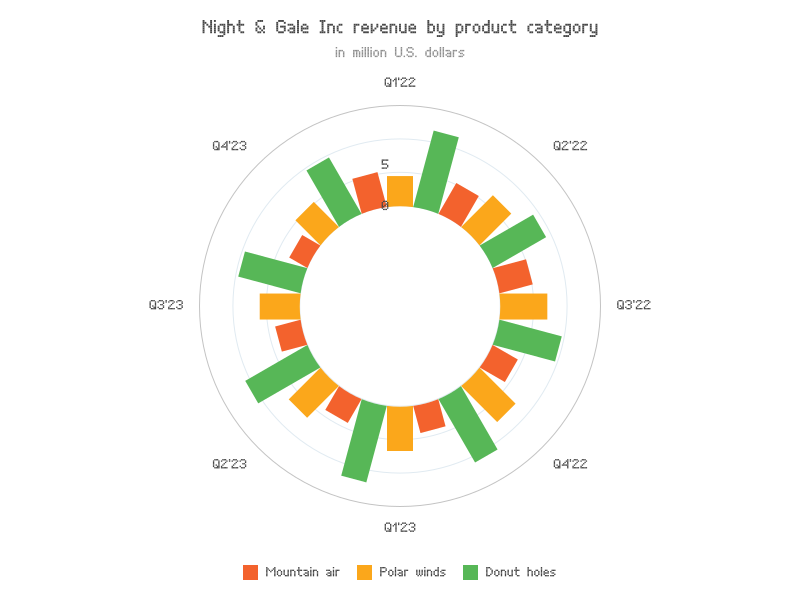 Night & Gale Inc revenue by product category
in million U.S. dollars
Q1'22
Q4'23
Q2'22
5
0
Q3'23
Q3'22
Q2'23
Q4'22
Q1'23
Mountain air
Polar winds
Donut holes